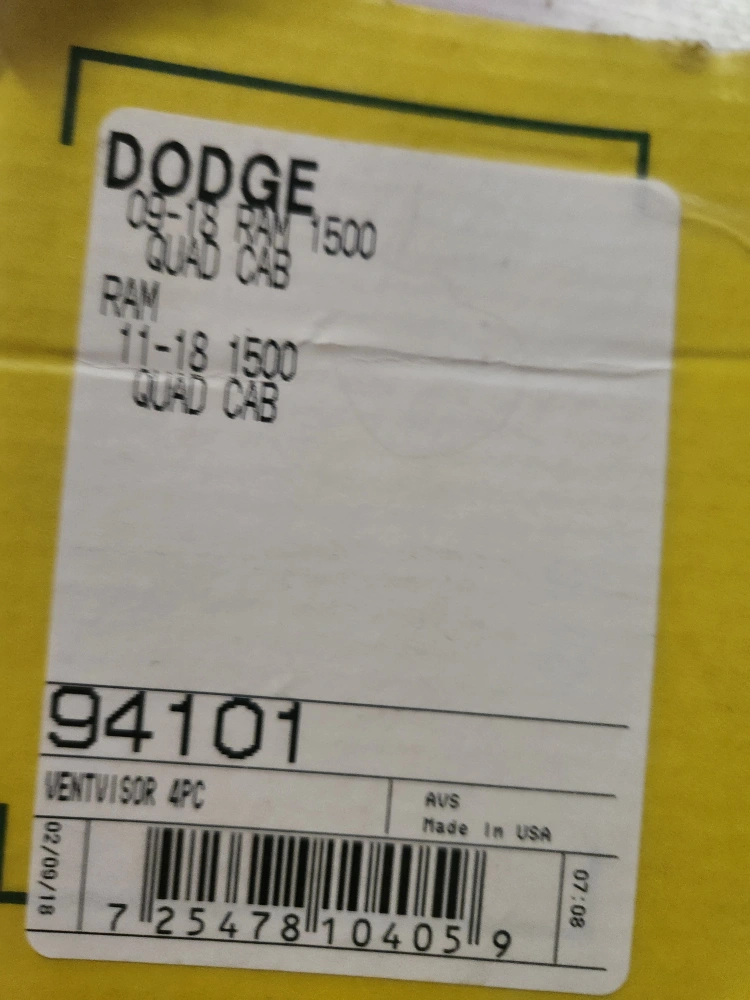 DODGE
09-18 RAM 1500
QUAD CAB
RAM
11-18 1500
QUAD CAB
94101
VENTVISOR 4PC
AVS
Made In USA
02/09/18
07:08
7 25478 10405 9